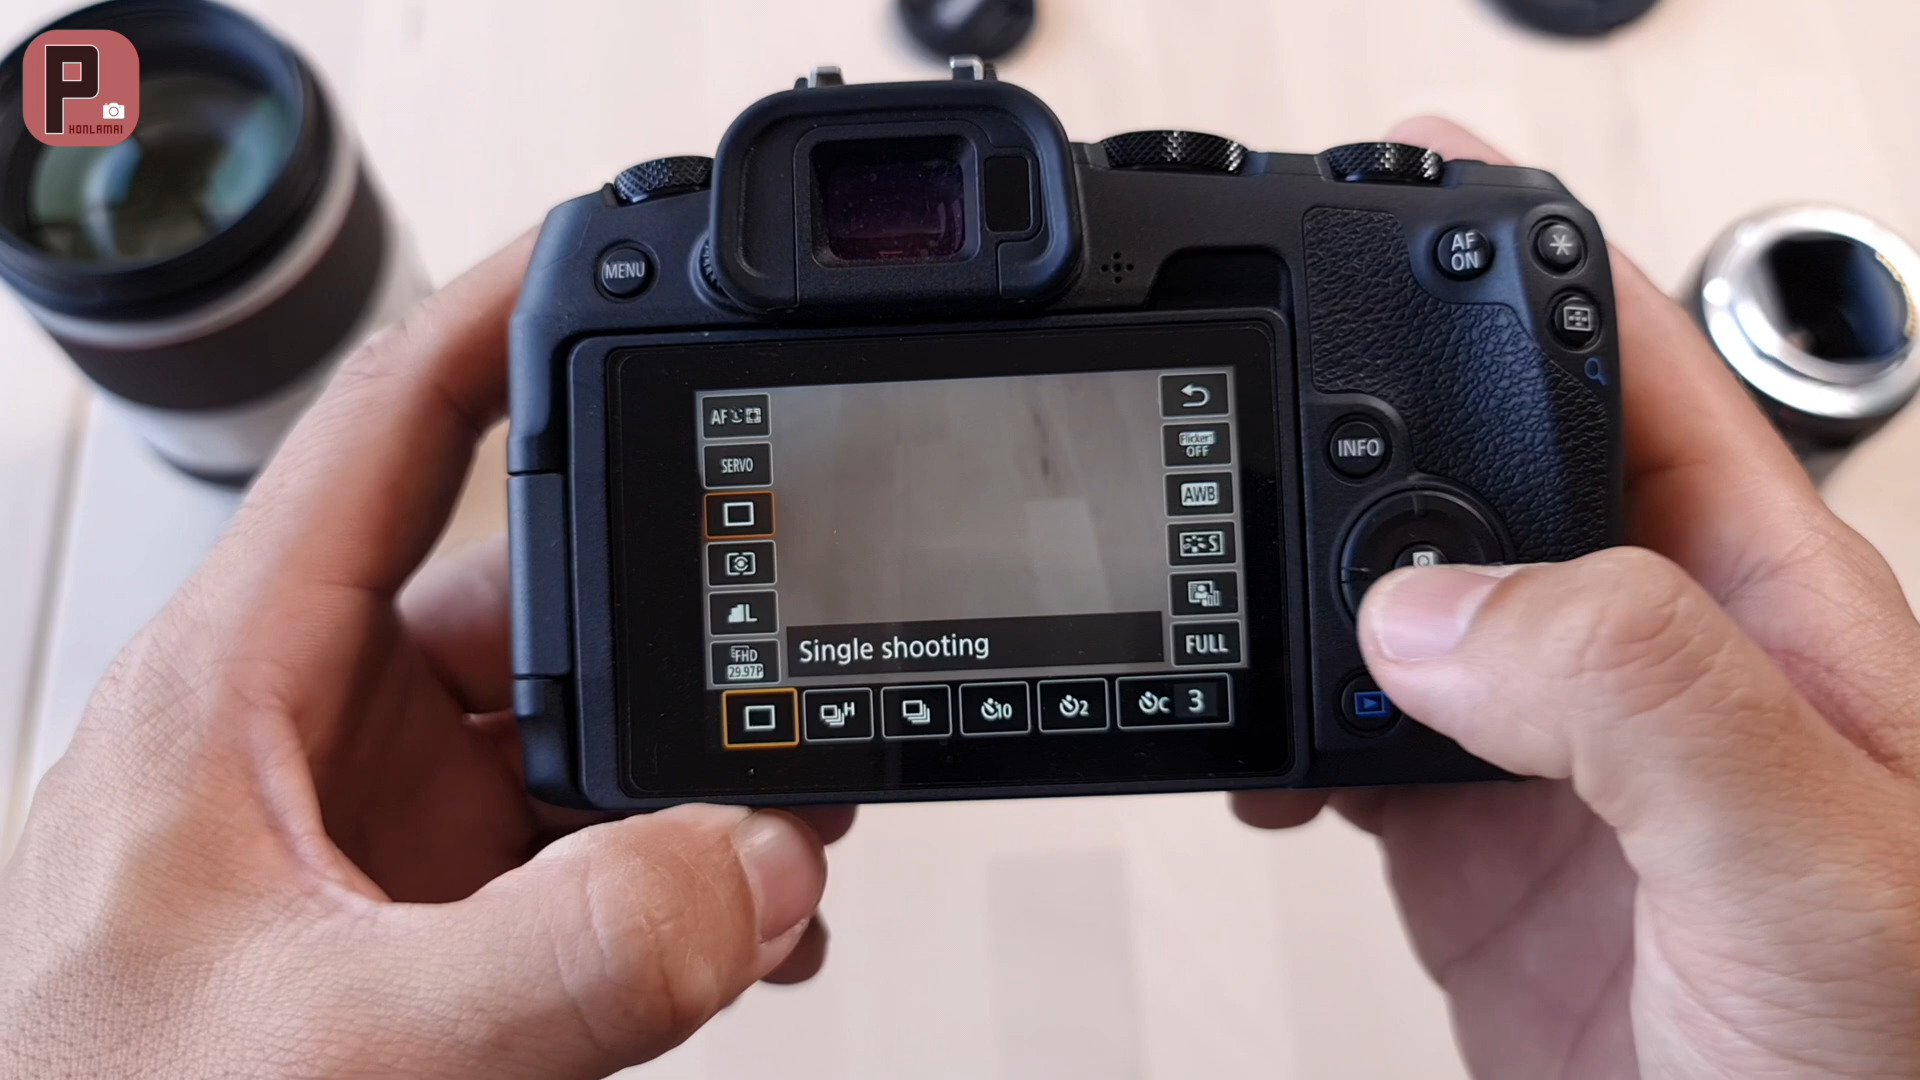 P
HONLAMAI
MENU
AF
ON
INFO
AF
SERVO
L
FHD
29.97P
Flicker!
OFF
AWB
S
FULL
Single shooting
H
10
2
C 3